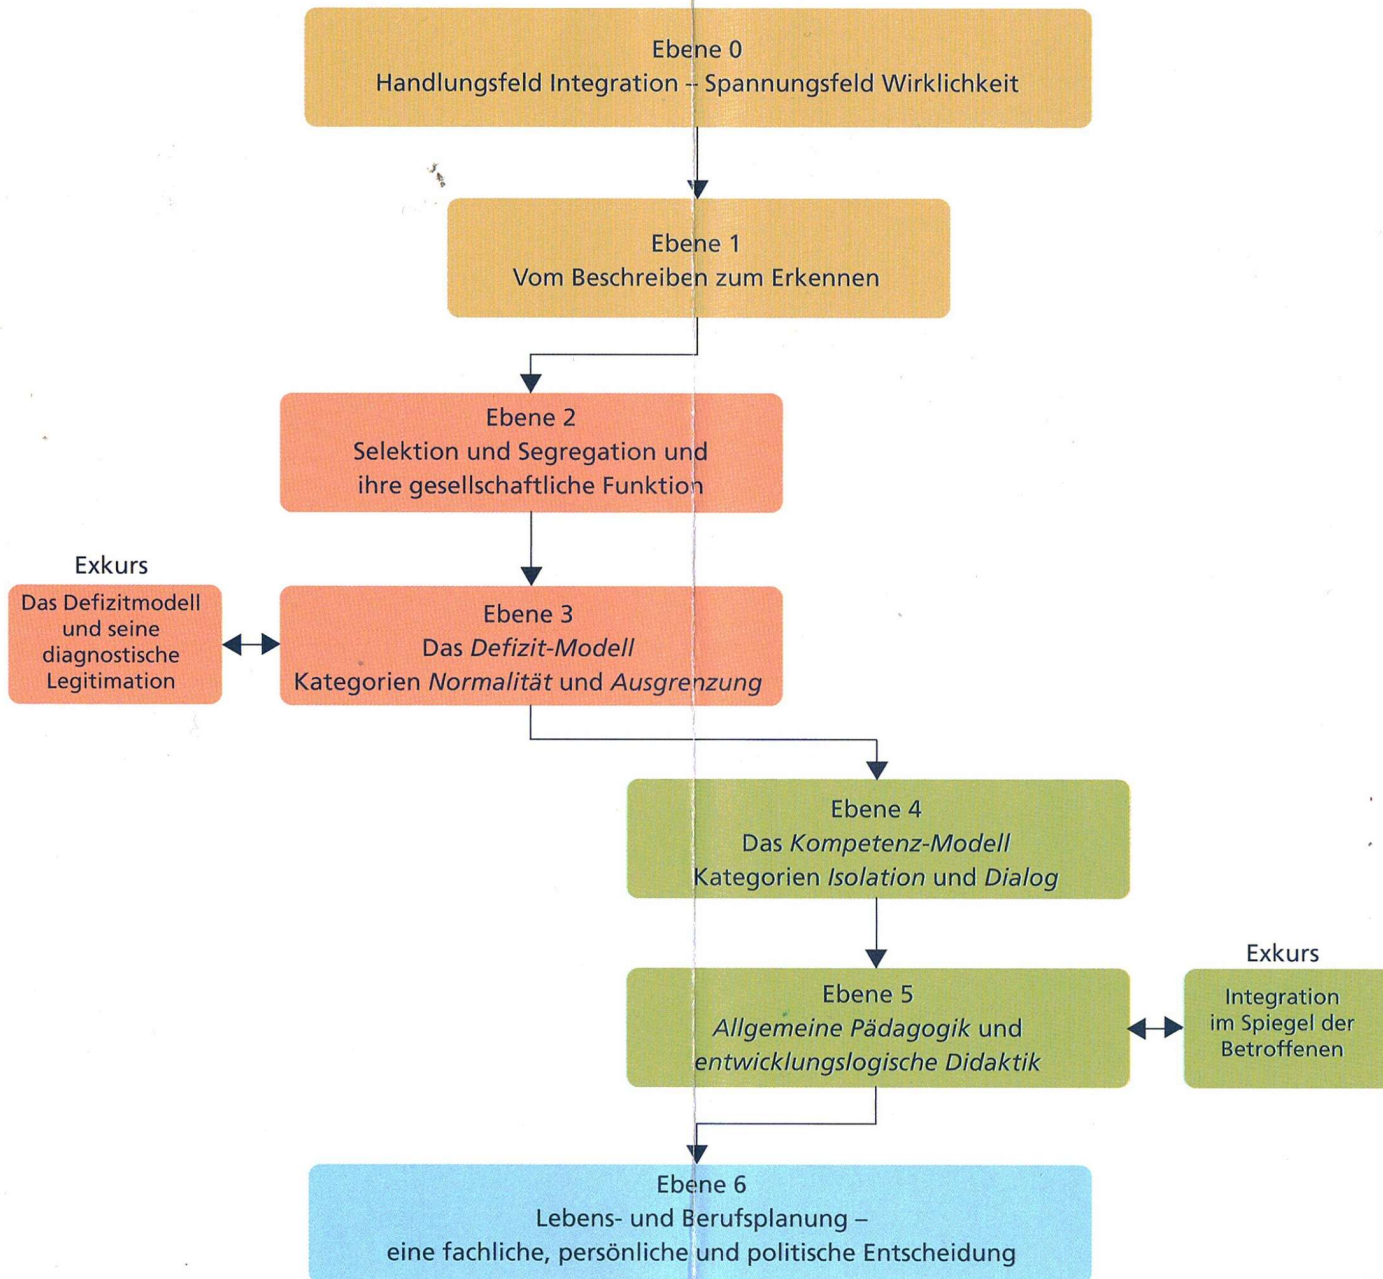 Ebene 0
Handlungsfeld Integration – Spannungsfeld Wirklichkeit
Ebene 1
Vom Beschreiben zum Erkennen
Ebene 2
Selektion und Segregation und
ihre gesellschaftliche Funktion
Exkurs
Das Defizitmodell
und seine
diagnostische
Legitimation
Ebene 3
Das Defizit-Modell
Kategorien Normalität und Ausgrenzung
Ebene 4
Das Kompetenz-Modell
Kategorien Isolation und Dialog
Ebene 5
Allgemeine Pädagogik und
entwicklungslogische Didaktik
Exkurs
Integration
im Spiegel der
Betroffenen
Ebene 6
Lebens- und Berufsplanung –
eine fachliche, persönliche und politische Entscheidung